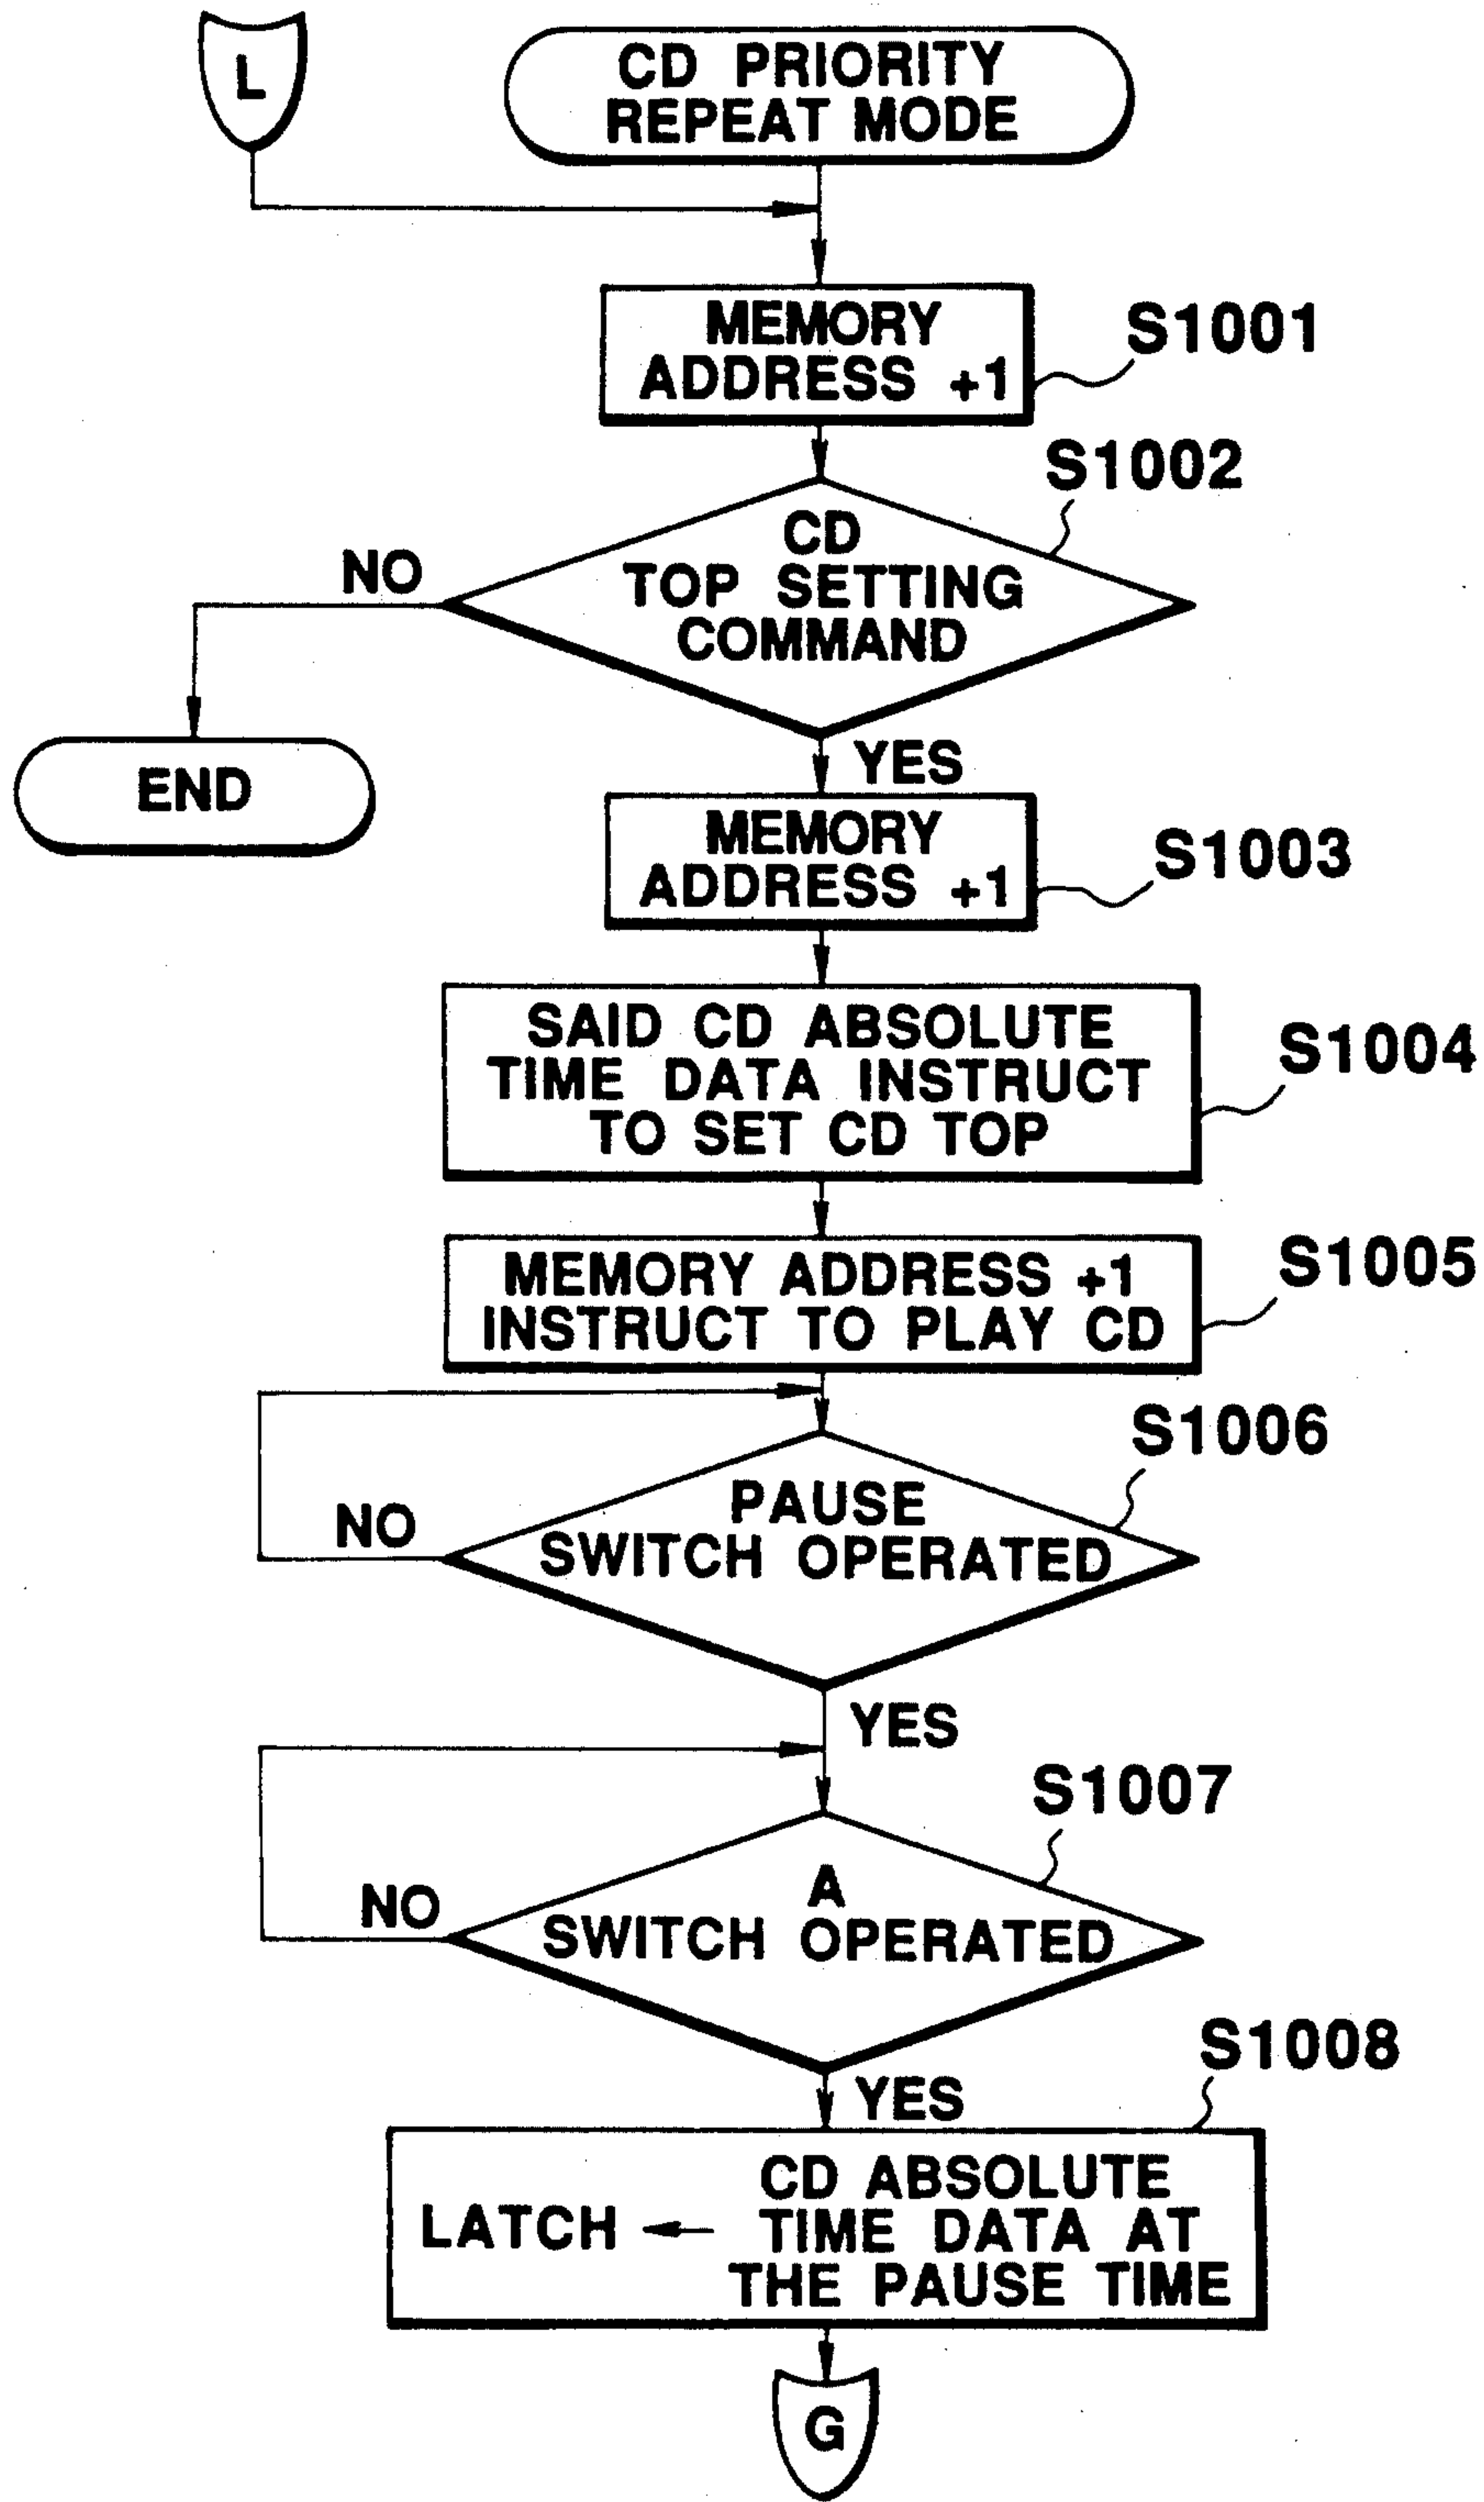 L
CD PRIORITY
REPEAT MODE
MEMORY
ADDRESS +1
S1001
S1002
CD
TOP SETTING
COMMAND
NO
YES
END
MEMORY
ADDRESS +1
S1003
SAID CD ABSOLUTE
TIME DATA INSTRUCT
TO SET CD TOP
S1004
MEMORY ADDRESS +1
INSTRUCT TO PLAY CD
S1005
S1006
PAUSE
SWITCH OPERATED
NO
YES
S1007
A
SWITCH OPERATED
NO
YES
S1008
LATCH ←
CD ABSOLUTE
TIME DATA AT
THE PAUSE TIME
G